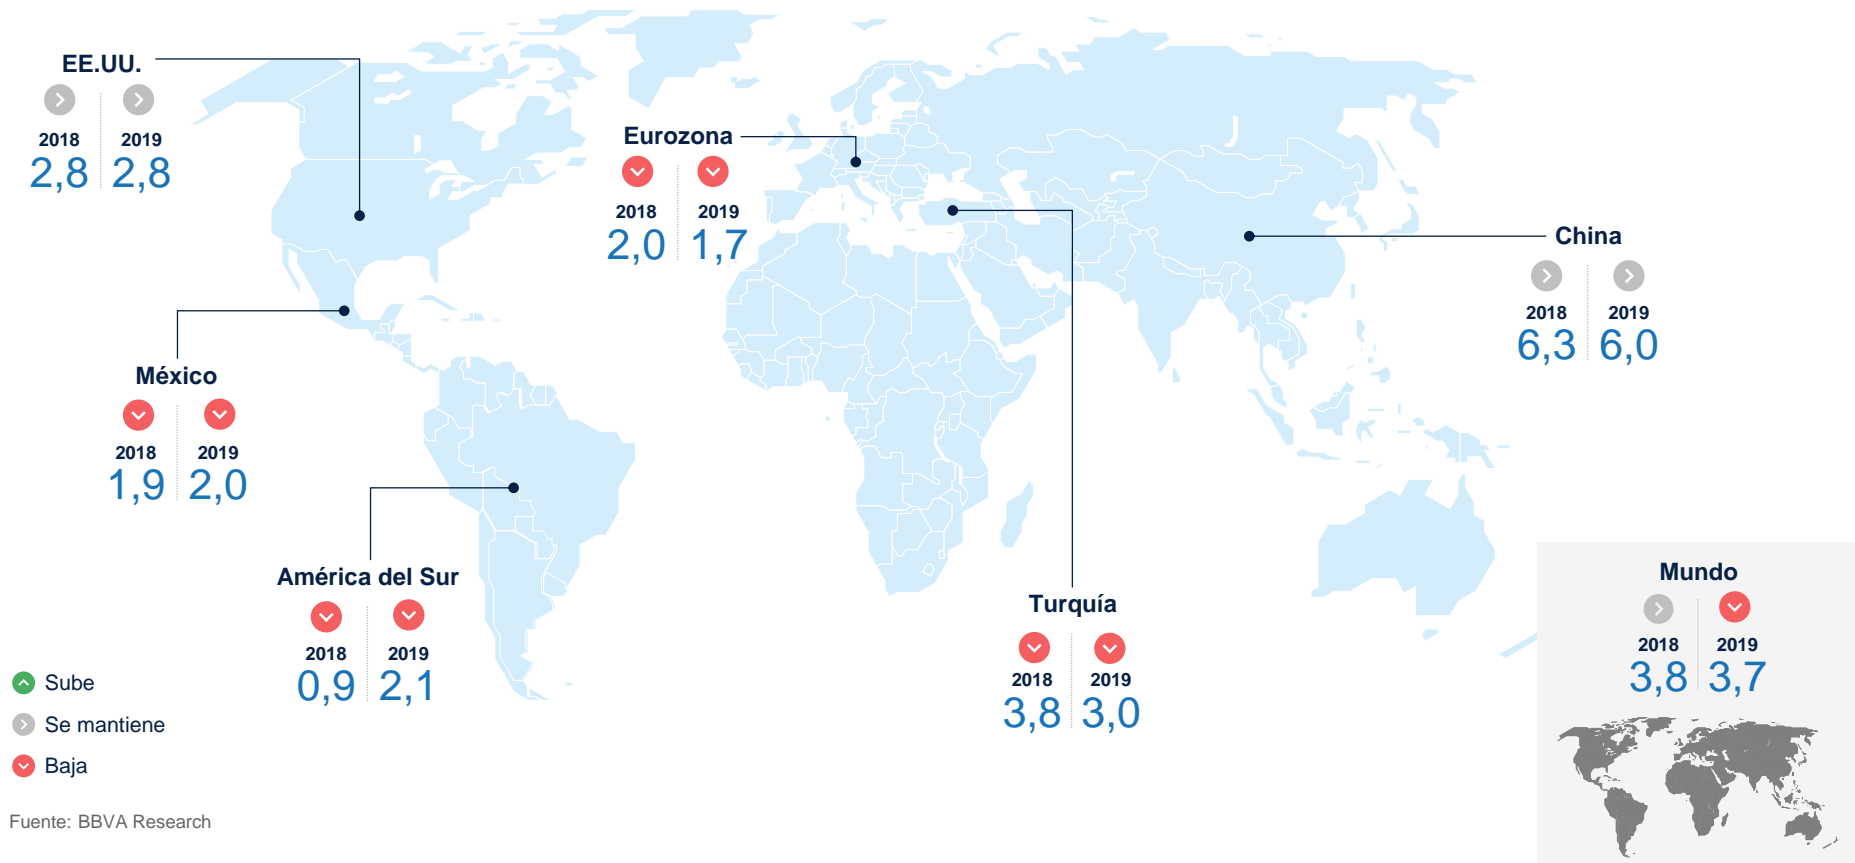 EE.UU.
2018 2019
2,8 2,8
Eurozona
2018 2019
2,0 1,7
China
2018 2019
6,3 6,0
México
2018 2019
1,9 2,0
América del Sur
2018 2019
0,9 2,1
Turquía
2018 2019
3,8 3,0
Mundo
2018 2019
3,8 3,7
Sube
Se mantiene
Baja
Fuente: BBVA Research